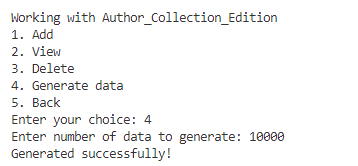 Working with Author_Collection_Edition
1. Add
2. View
3. Delete
4. Generate data
5. Back
Enter your choice: 4
Enter number of data to generate: 10000
Generated successfully!